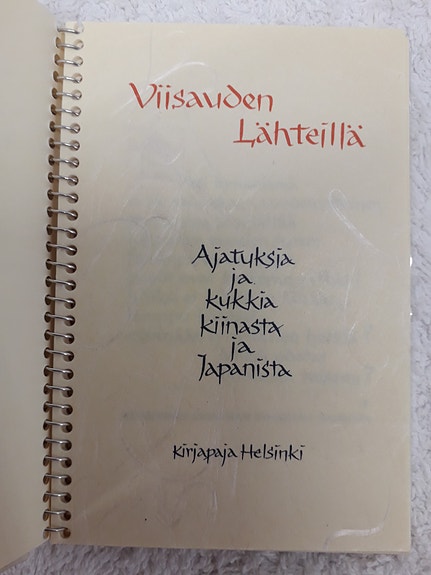 Viisauden
Lähteillä
Ajatuksia
ja
kukkia
kiinasta
ja
Japanista
Kirjapaja Helsinki